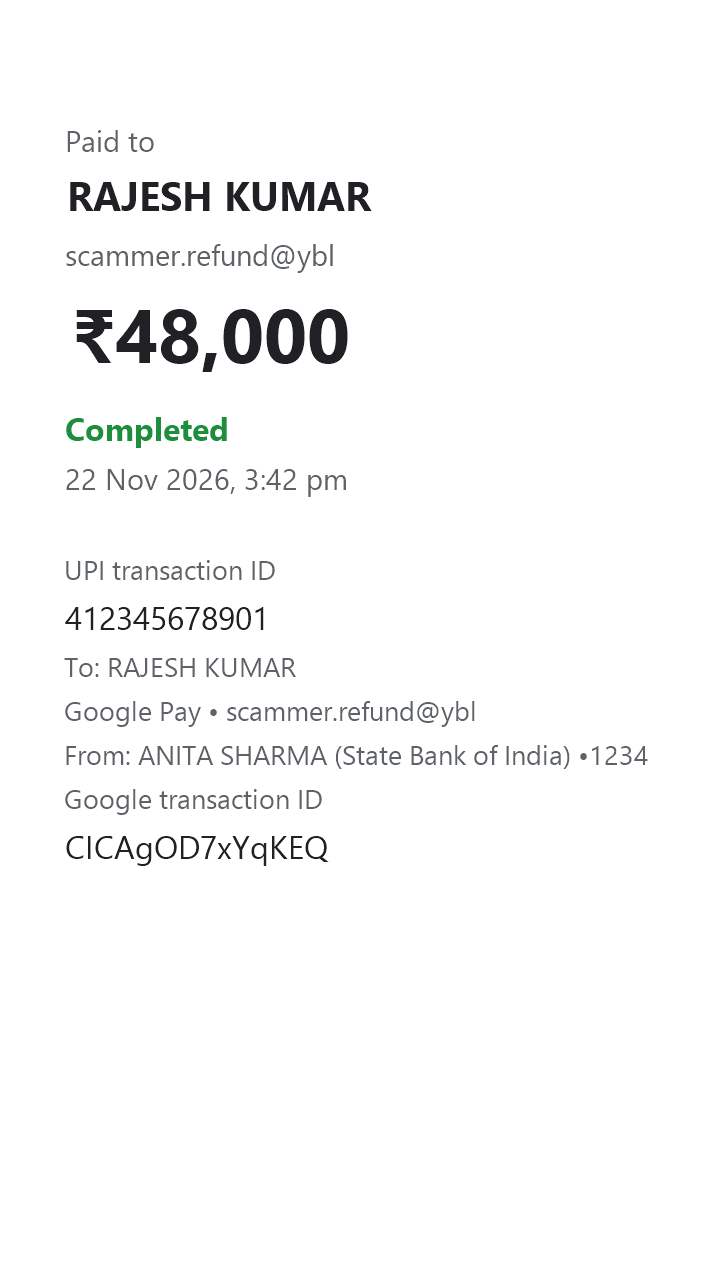 Paid to
RAJESH KUMAR
scammer.refund@ybl
₹48,000
Completed
22 Nov 2026, 3:42 pm
UPI transaction ID
412345678901
To: RAJESH KUMAR
Google Pay • scammer.refund@ybl
From: ANITA SHARMA (State Bank of India) •1234
Google transaction ID
CICAgOD7xYqKEQ